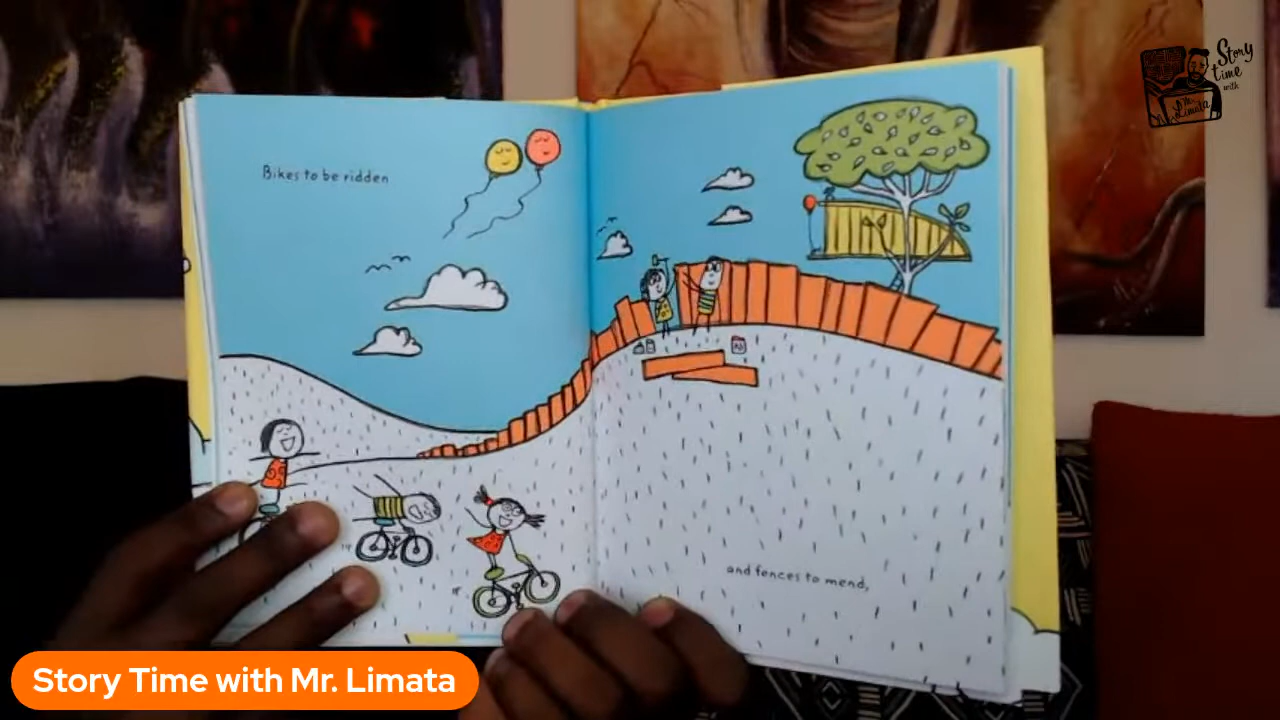 Bikes to be ridden
and fences to mend,
Story
time
with
Mr.
Limata
Story Time with Mr. Limata